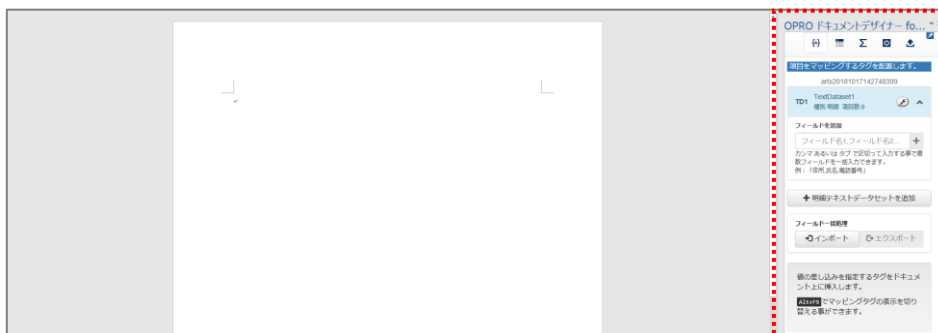 OPRO ドキュメントデザイナー fo...
項目をマッピングするタグを配置します。
arts20181017142748399
TD1 TextDataset1
種別:明細 項目数:0
フィールドを追加
フィールド名1,フィールド名2,...
カンマ あるいは タブ で区切って入力する事で複
数フィールドを一括入力できます。
例：「住所,氏名,電話番号」
明細テキストデータセットを追加
フィールド一括処理
インポート エクスポート
値の差し込みを指定するタグをドキュメ
ント上に挿入します。
Alt+F9 でマッピングタグの表示を切り
替える事ができます。